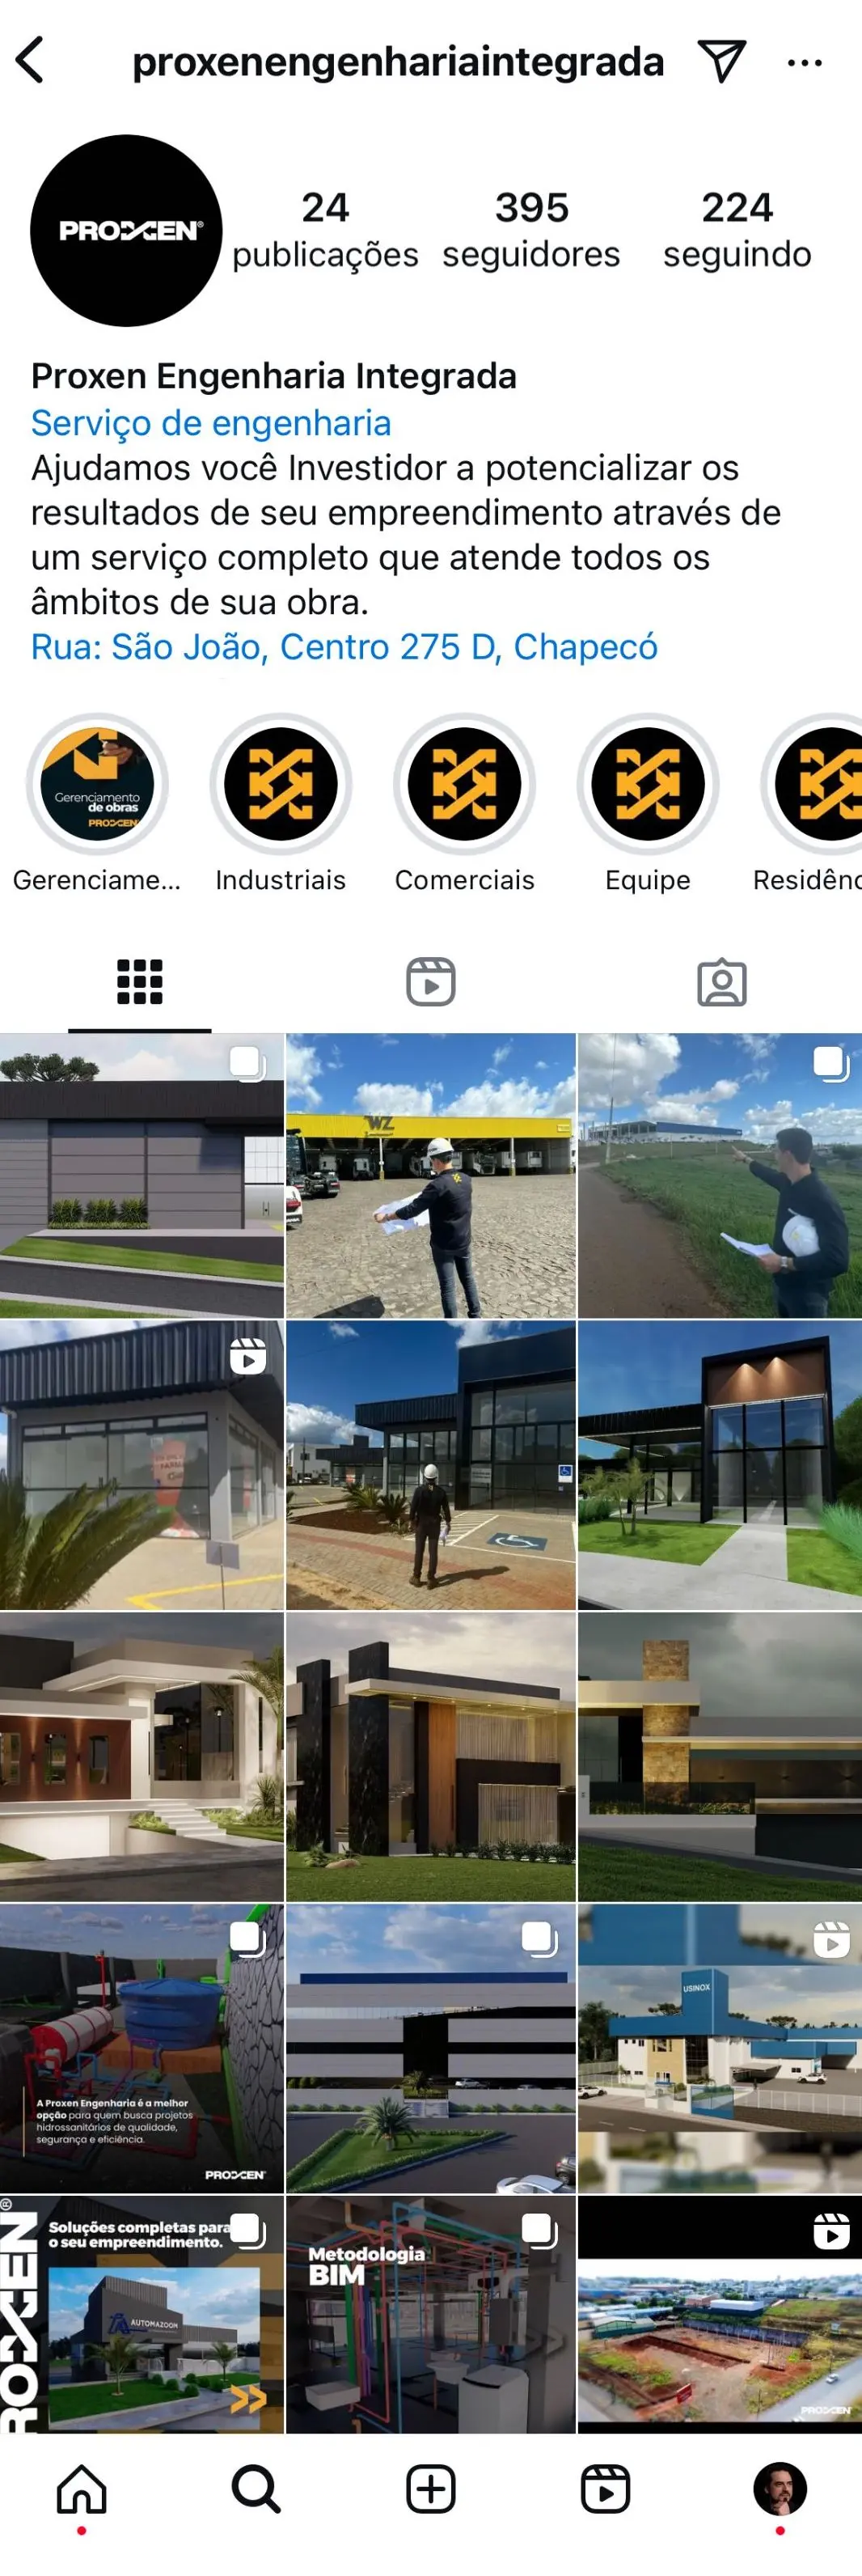 proxenengenhariaintegrada
PROXEN®
24
publicações
395
seguidores
224
seguindo
Proxen Engenharia Integrada
Serviço de engenharia
Ajudamos você Investidor a potencializar os
resultados de seu empreendimento através de
um serviço completo que atende todos os
âmbitos de sua obra.
Rua: São João, Centro 275 D, Chapecó
Gerenciamento
de obras
PROXEN
Gerenciame...
Industriais
Comerciais
Equipe
Residênc
WZ
USINOX
A Proxen Engenharia é a melhor
opção para quem busca projetos
hidrossanitários de qualidade,
segurança e eficiência.
PROXEN
ROXEN®
Soluções completas para
o seu empreendimento.
AUTOMAZOOM
Metodologia
BIM
PROXEN